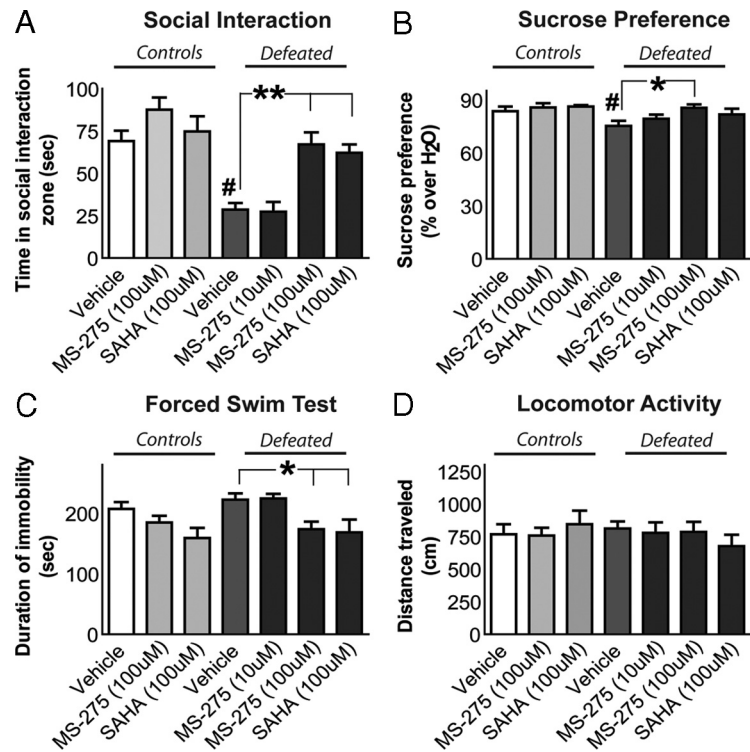 A
Social Interaction
Controls
Defeated
Time in social interaction
zone (sec)
100
75
50
25
0
#
**
Vehicle
MS-275 (100uM)
SAHA (100uM)
Vehicle
MS-275 (10uM)
MS-275 (100uM)
SAHA (100uM)
B
Sucrose Preference
Controls
Defeated
Sucrose preference
(% over H2O)
90
60
30
0
#
*
Vehicle
MS-275 (100uM)
SAHA (100uM)
Vehicle
MS-275 (10uM)
MS-275 (100uM)
SAHA (100uM)
C
Forced Swim Test
Controls
Defeated
Duration of immobility
(sec)
200
100
0
*
Vehicle
MS-275 (100uM)
SAHA (100uM)
Vehicle
MS-275 (10uM)
MS-275 (100uM)
SAHA (100uM)
D
Locomotor Activity
Controls
Defeated
Distance traveled
(cm)
1250
1000
750
500
250
0
Vehicle
MS-275 (100uM)
SAHA (100uM)
Vehicle
MS-275 (10uM)
MS-275 (100uM)
SAHA (100uM)